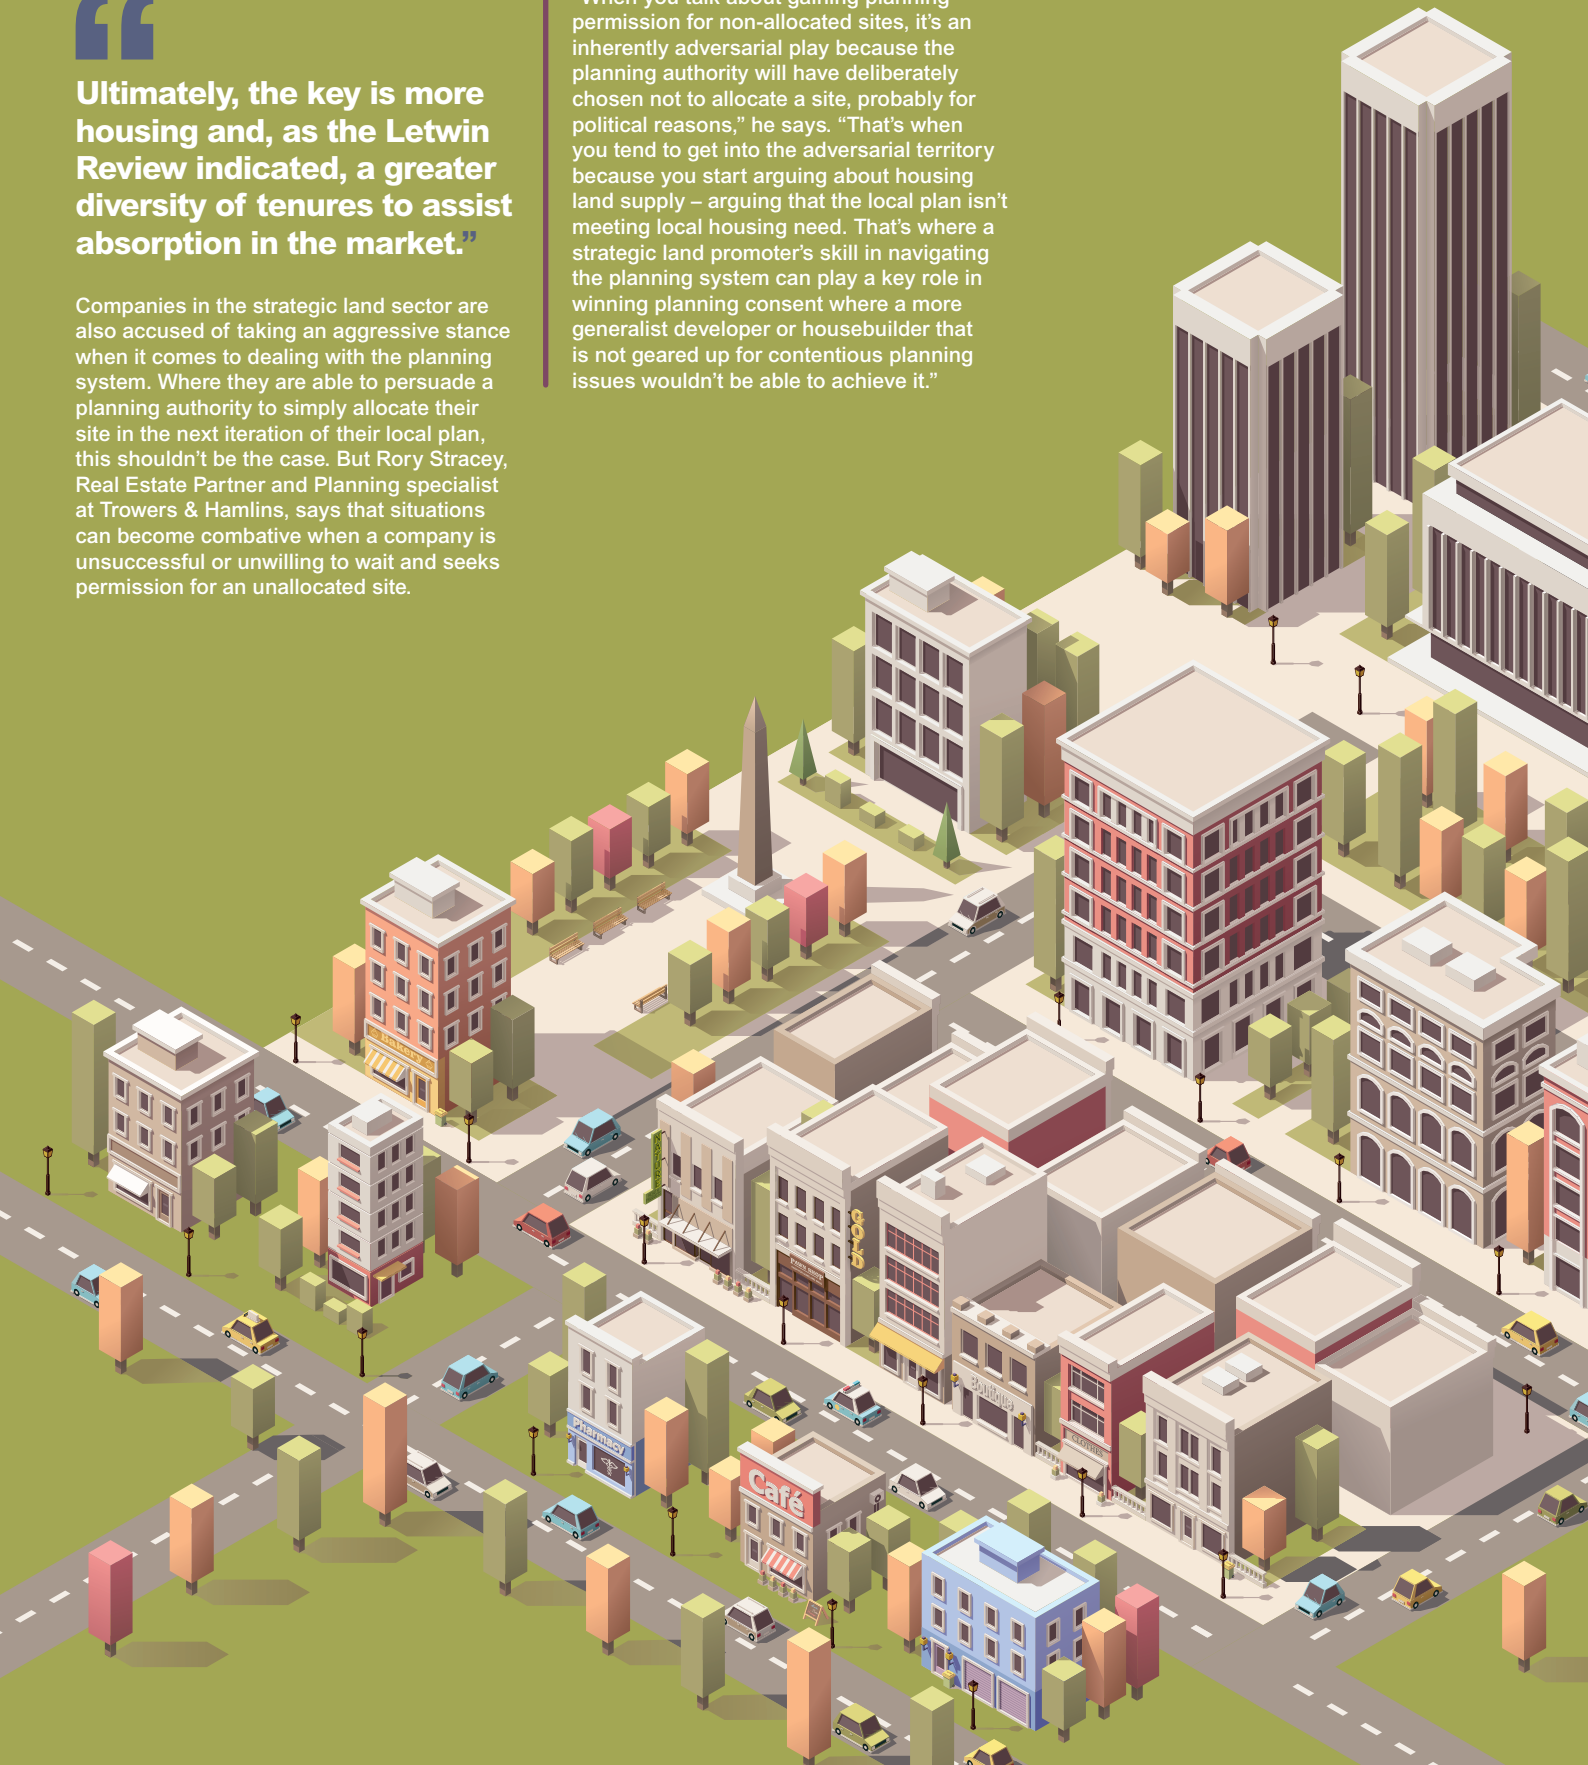 Ultimately, the key is more
housing and, as the Letwin
Review indicated, a greater
diversity of tenures to assist
absorption in the market.”
Companies in the strategic land sector are
also accused of taking an aggressive stance
when it comes to dealing with the planning
system. Where they are able to persuade a
planning authority to simply allocate their
site in the next iteration of their local plan,
this shouldn’t be the case. But Rory Stracey,
Real Estate Partner and Planning specialist
at Trowers & Hamlins, says that situations
can become combative when a company is
unsuccessful or unwilling to wait and seeks
permission for an unallocated site.
“When you talk about gaining planning
permission for non-allocated sites, it’s an
inherently adversarial play because the
planning authority will have deliberately
chosen not to allocate a site, probably for
political reasons,” he says. “That’s when
you tend to get into the adversarial territory
because you start arguing about housing
land supply – arguing that the local plan isn’t
meeting local housing need. That’s where a
strategic land promoter’s skill in navigating
the planning system can play a key role in
winning planning consent where a more
generalist developer or housebuilder that
is not geared up for contentious planning
issues wouldn’t be able to achieve it.”
Bakery
GOLD
PAWN SHOP
Boutique
CLOTHES
Pharmacy
Café